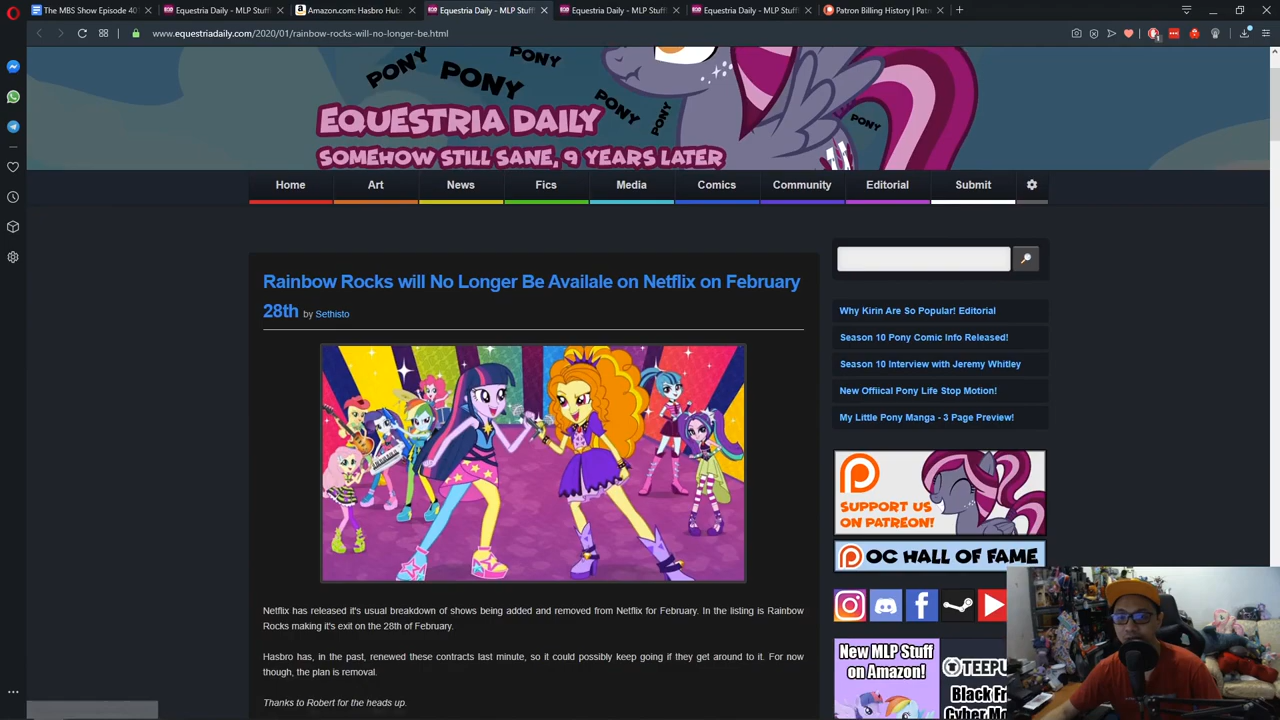 The MBS Show Episode 40
Equestria Daily - MLP Stuf
Amazon.com: Hasbro Hub
Equestria Daily - MLP Stuff
Equestria Daily - MLP Stuff
Equestria Daily - MLP Stuf
Patron Billing History | Pat
www.equestriadaily.com/2020/01/rainbow-rocks-will-no-longer-be.html
PONY PONY PONY PONY PONY PONY
EQUESTRIA DAILY
SOMEHOW STILL SANE, 9 YEARS LATER
Home Art News Fics Media Comics Community Editorial Submit
Rainbow Rocks will No Longer Be Availale on Netflix on February
28th by Sethisto
Netflix has released it's usual breakdown of shows being added and removed from Netflix for February. In the listing is Rainbow
Rocks making it's exit on the 28th of February.
Hasbro has, in the past, renewed these contracts last minute, so it could possibly keep going if they get around to it. For now
though, the plan is removal.
Thanks to Robert for the heads up.
Why Kirin Are So Popular! Editorial
Season 10 Pony Comic Info Released!
Season 10 Interview with Jeremy Whitley
New Offiical Pony Life Stop Motion!
My Little Pony Manga - 3 Page Preview!
SUPPORT US
ON PATREON!
OC HALL OF FAME
New MLP Stuff
on Amazon!
TEEPU
Black Fr
Cyber Mo